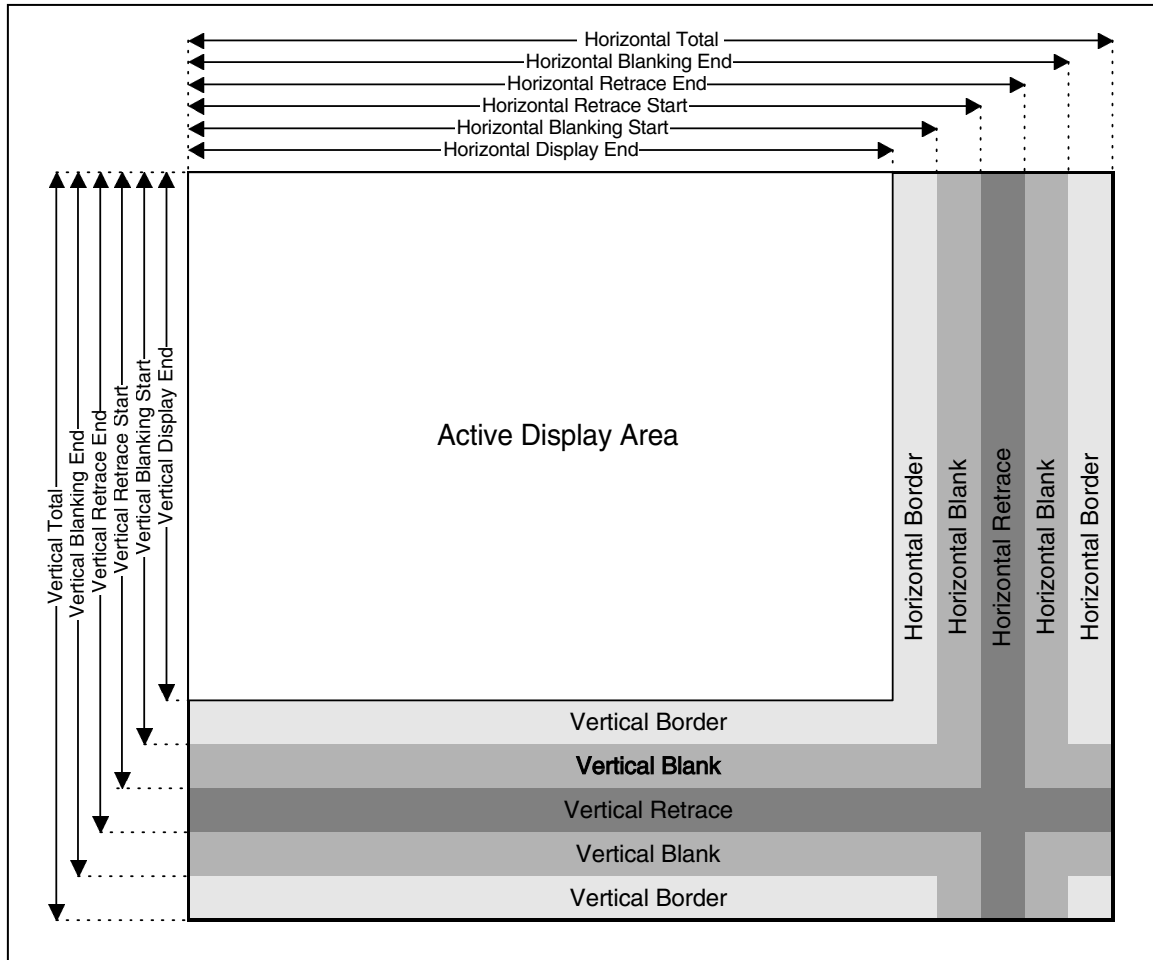 Horizontal Total
Horizontal Blanking End
Horizontal Retrace End
Horizontal Retrace Start
Horizontal Blanking Start
Horizontal Display End
Vertical Total
Vertical Blanking End
Vertical Retrace End
Vertical Retrace Start
Vertical Blanking Start
Vertical Display End
Active Display Area
Horizontal Border
Horizontal Blank
Horizontal Retrace
Horizontal Blank
Horizontal Border
Vertical Border
Vertical Blank
Vertical Retrace
Vertical Blank
Vertical Border